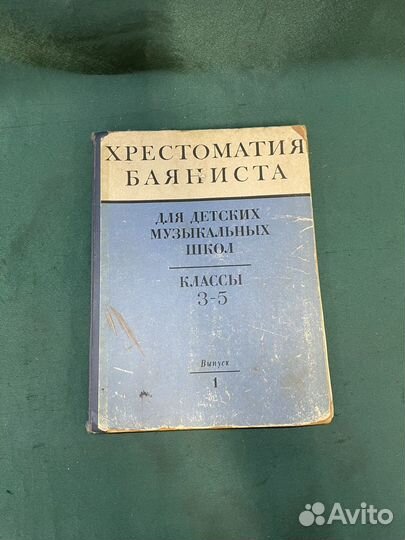 ХРЕСТОМАТИЯ
БАЯНИСТА
ДЛЯ ДЕТСКИХ
МУЗЫКАЛЬНЫХ
ШКОЛ
КЛАССЫ
3-5
Выпуск
1
Avito